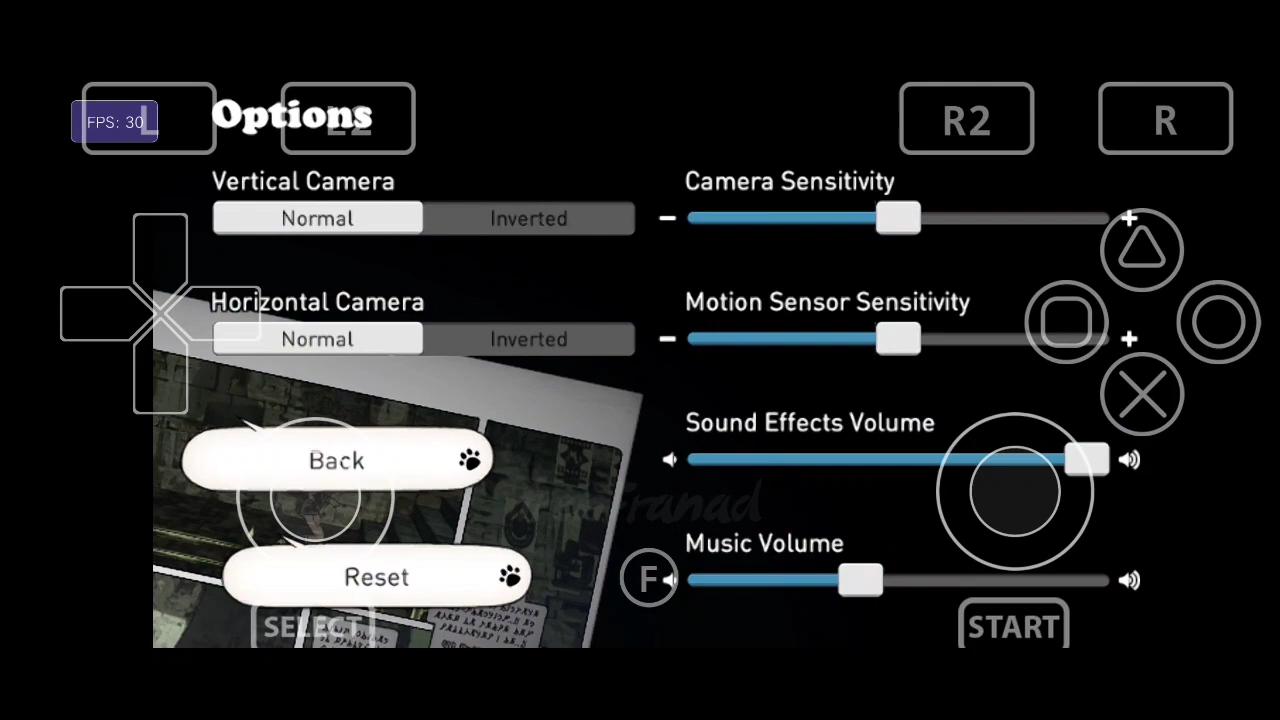 FPS: 30
L
Options
L2
R2
R
Vertical Camera
Normal
Inverted
Camera Sensitivity
Horizontal Camera
Normal
Inverted
Motion Sensor Sensitivity
Back
Sound Effects Volume
Reset
Music Volume
F
SELECT
START